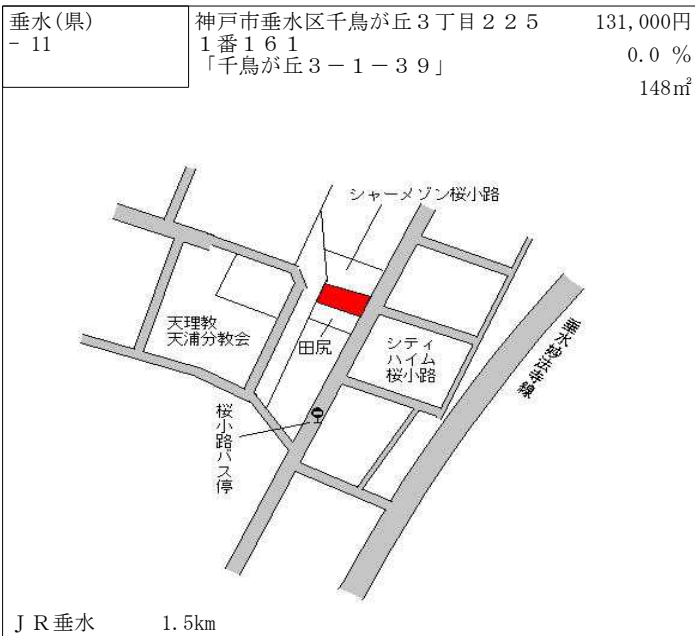 垂水(県)
- 11
神戸市垂水区千鳥が丘３丁目２２５
１番１６１
「千鳥が丘３－１－３９」
131,000円
0.0 %
148㎡
シャーメゾン桜小路
天理教
天浦分教会
田尻
シティ
ハイム
桜小路
垂水妙法寺線
桜小路バス停
ＪＲ垂水 1.5km